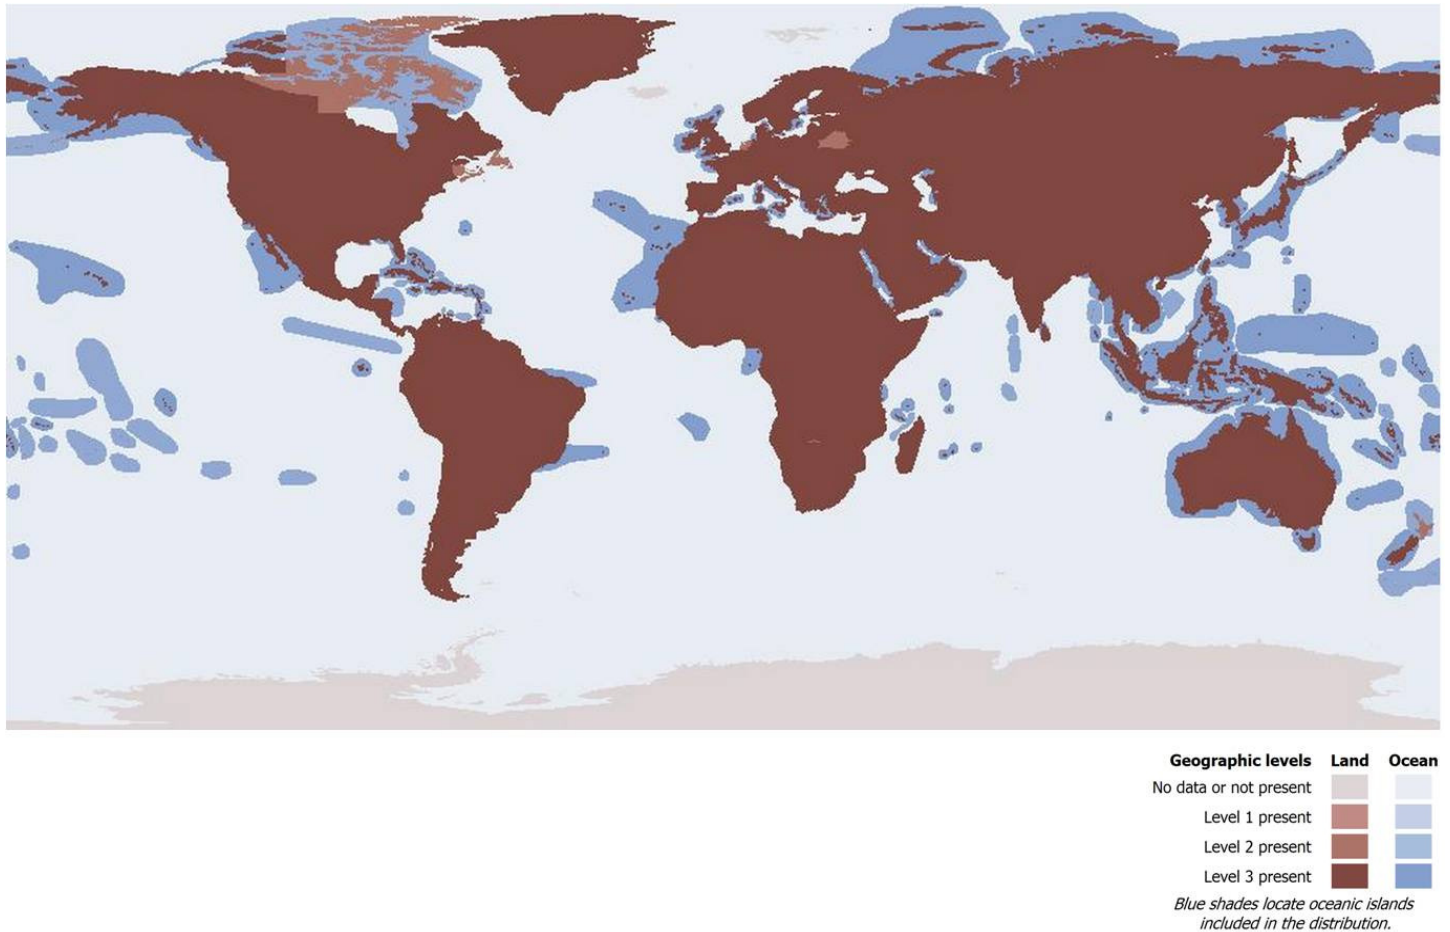 Geographic levels Land Ocean
No data or not present
Level 1 present
Level 2 present
Level 3 present
Blue shades locate oceanic islands
included in the distribution.